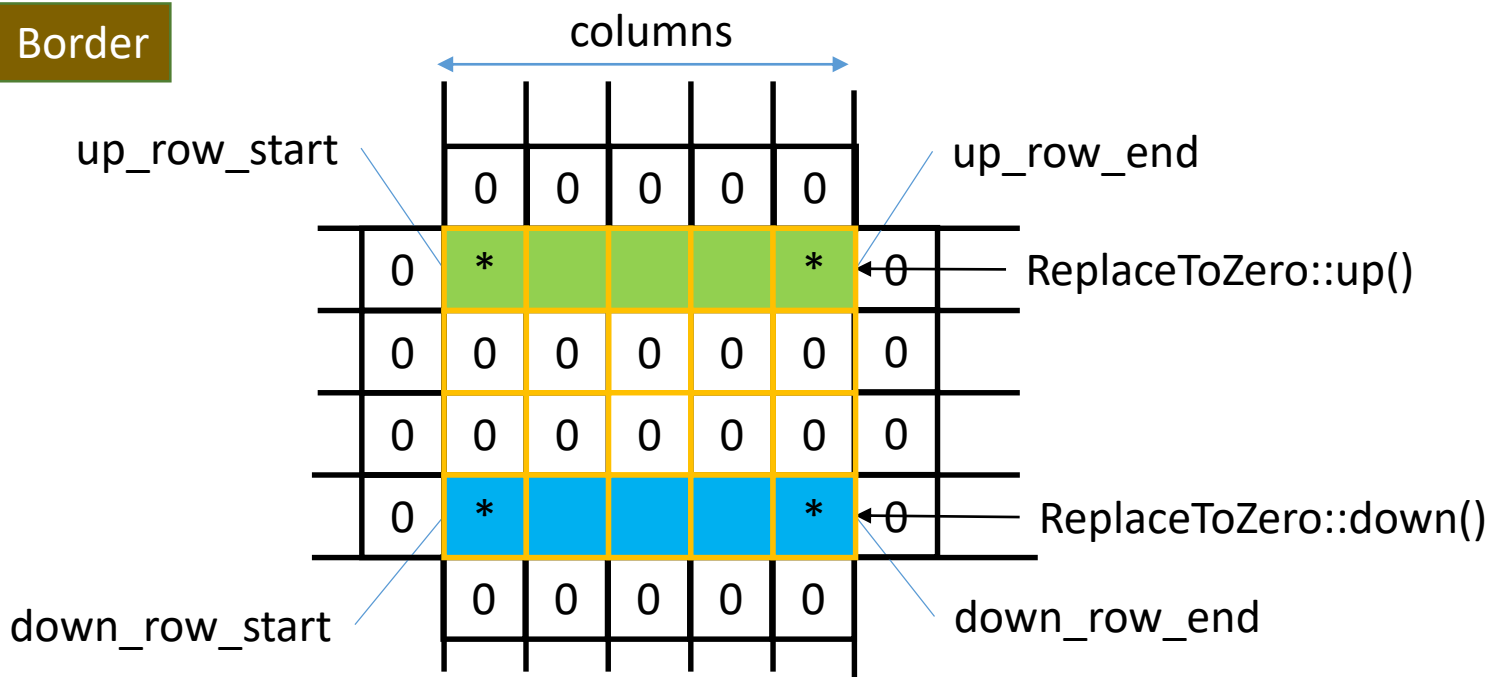 Border
columns
up_row_start
up_row_end
0 0 0 0 0
0 * * 0
ReplaceToZero::up()
0 0 0 0 0 0 0
0 0 0 0 0 0 0
0 * * 0
ReplaceToZero::down()
0 0 0 0 0
down_row_start
down_row_end